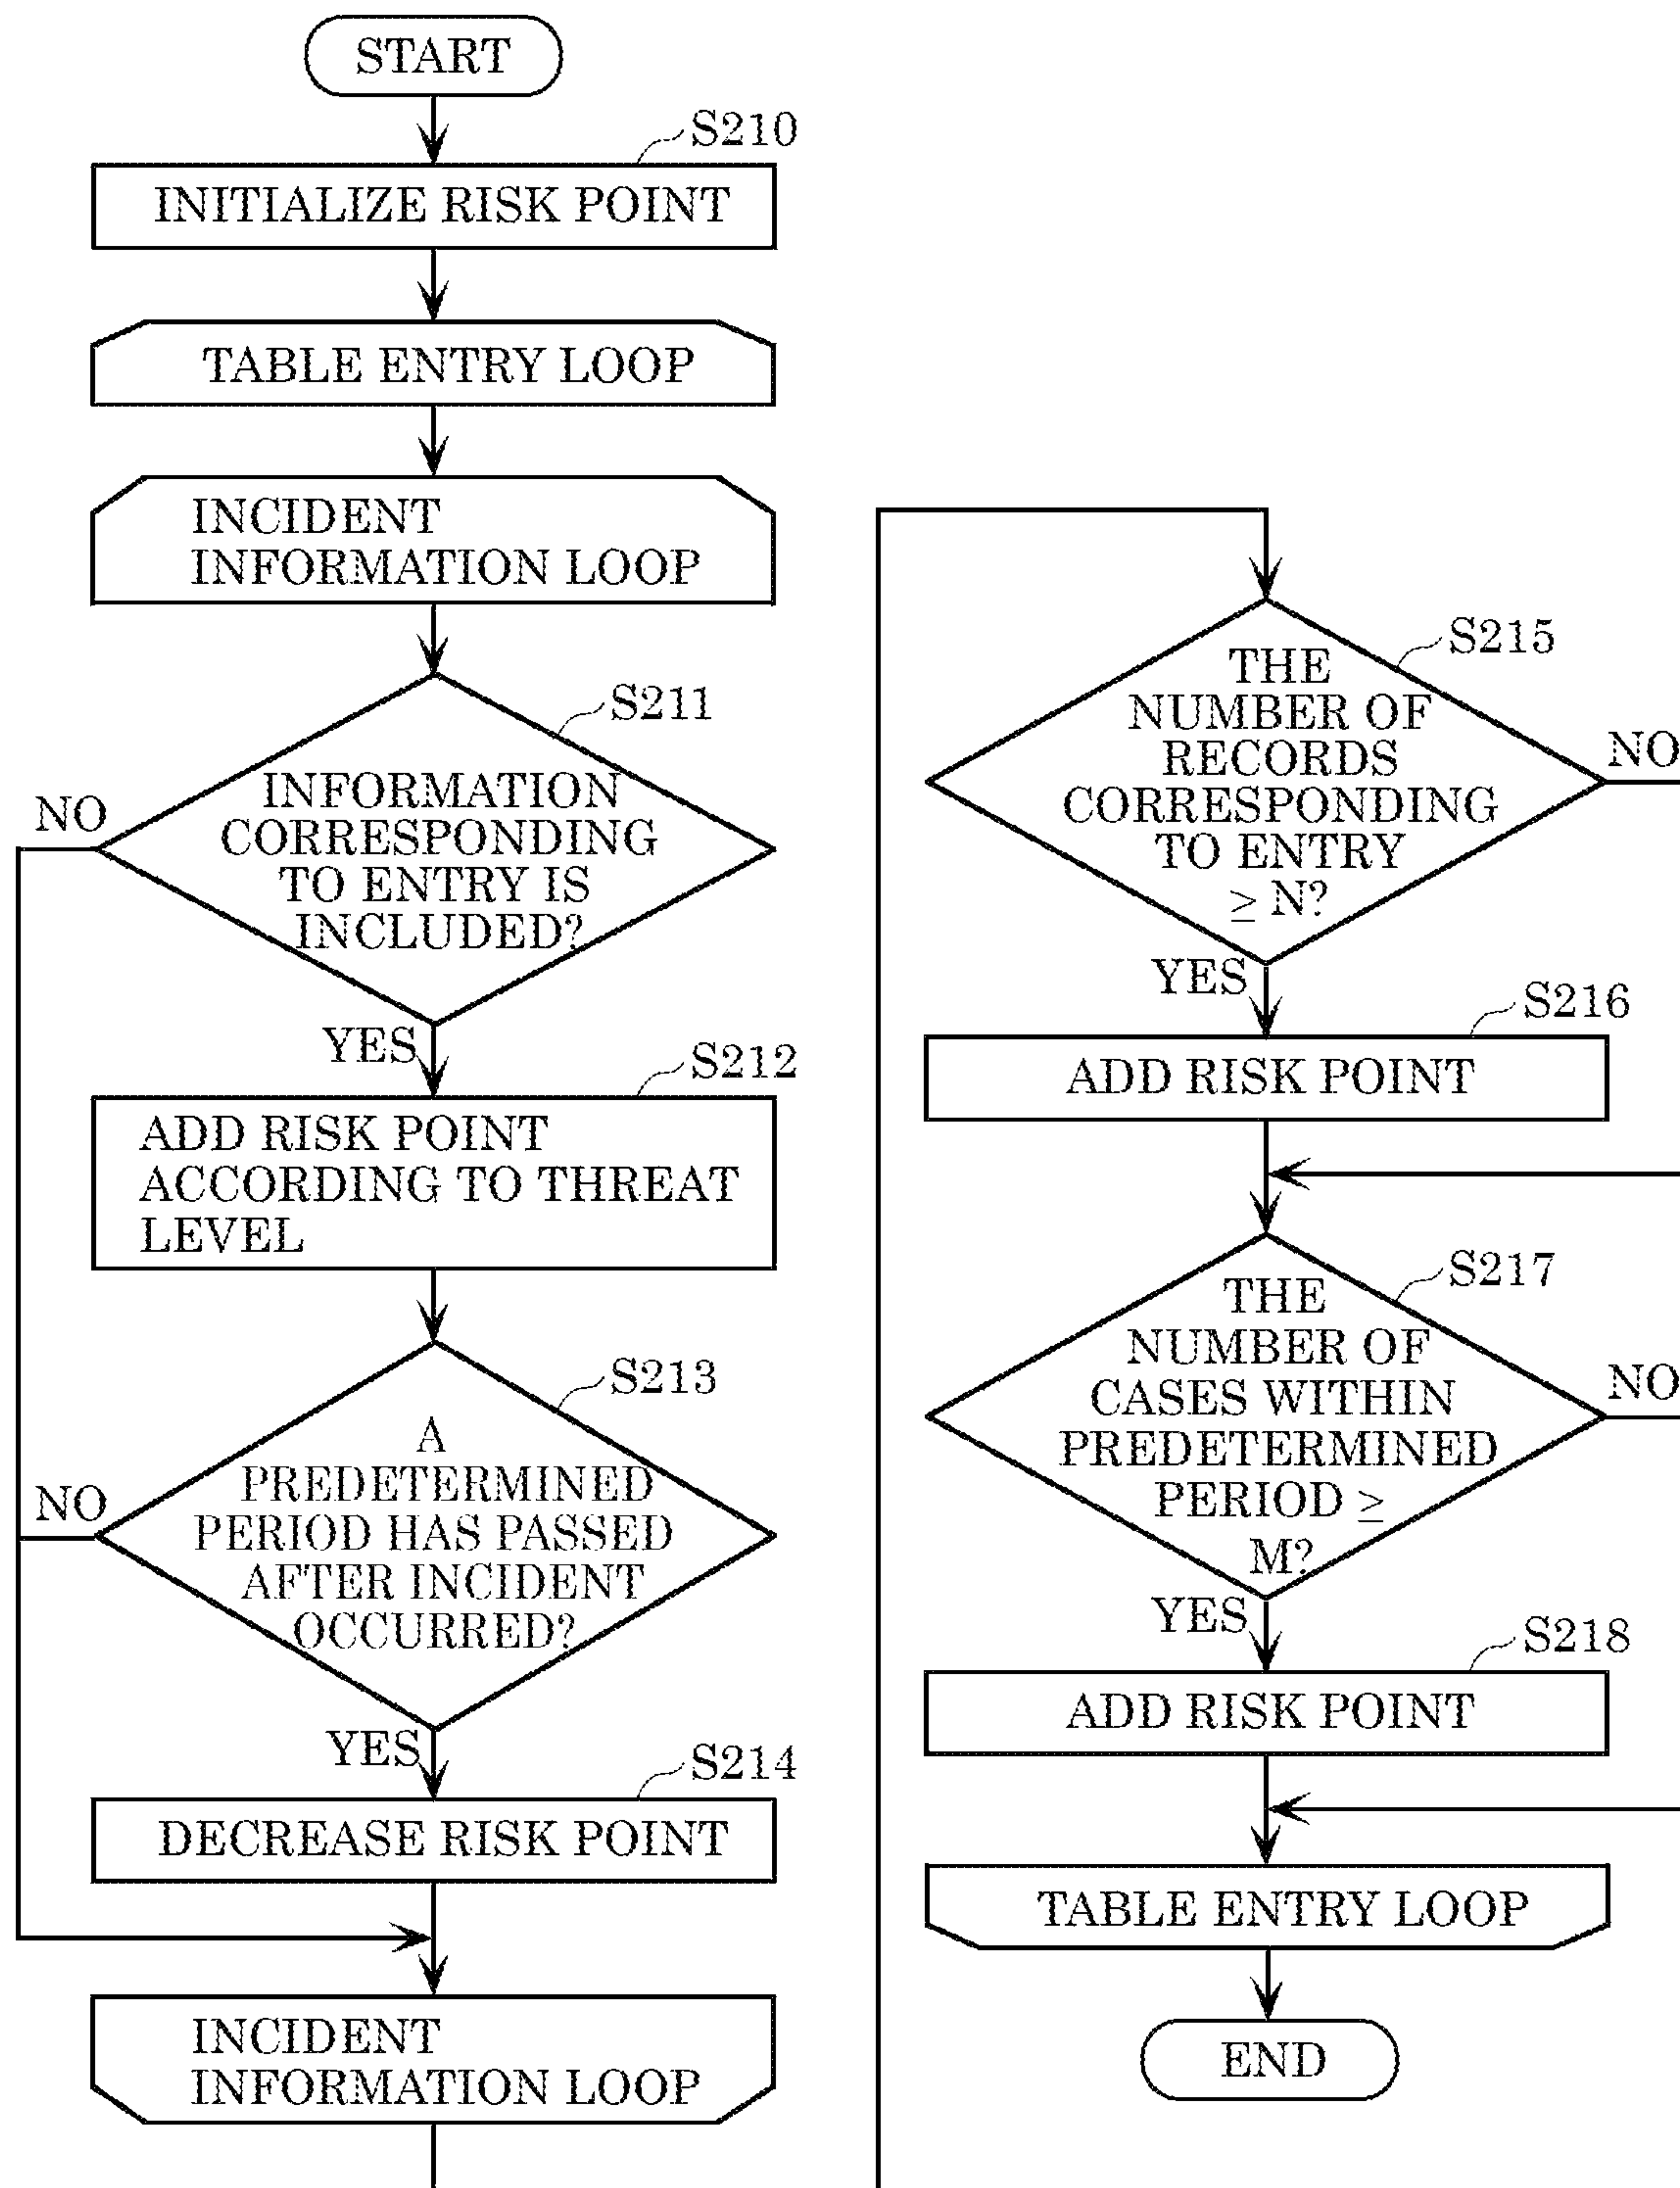 START
S210
INITIALIZE RISK POINT
TABLE ENTRY LOOP
INCIDENT
INFORMATION LOOP
S211
INFORMATION
CORRESPONDING
TO ENTRY IS
INCLUDED?
NO
YES
S212
ADD RISK POINT
ACCORDING TO THREAT
LEVEL
S213
A
PREDETERMINED
PERIOD HAS PASSED
AFTER INCIDENT
OCCURRED?
NO
YES
S214
DECREASE RISK POINT
INCIDENT
INFORMATION LOOP
S215
THE
NUMBER OF
RECORDS
CORRESPONDING
TO ENTRY
≥ N?
NO
YES
S216
ADD RISK POINT
S217
THE
NUMBER OF
CASES WITHIN
PREDETERMINED
PERIOD ≥
M?
NO
YES
S218
ADD RISK POINT
TABLE ENTRY LOOP
END